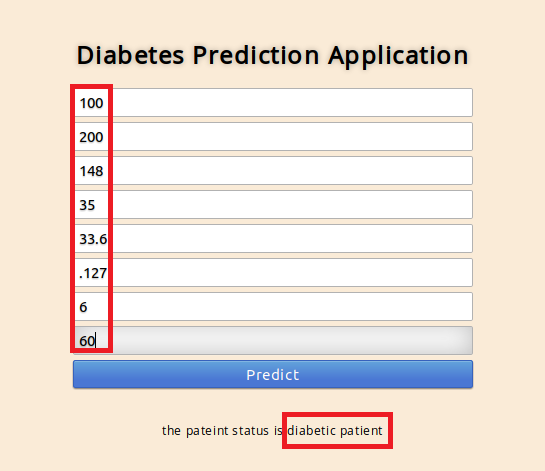 Diabetes Prediction Application
100
200
148
35
33.6
.127
6
60
Predict
the pateint status is diabetic patient